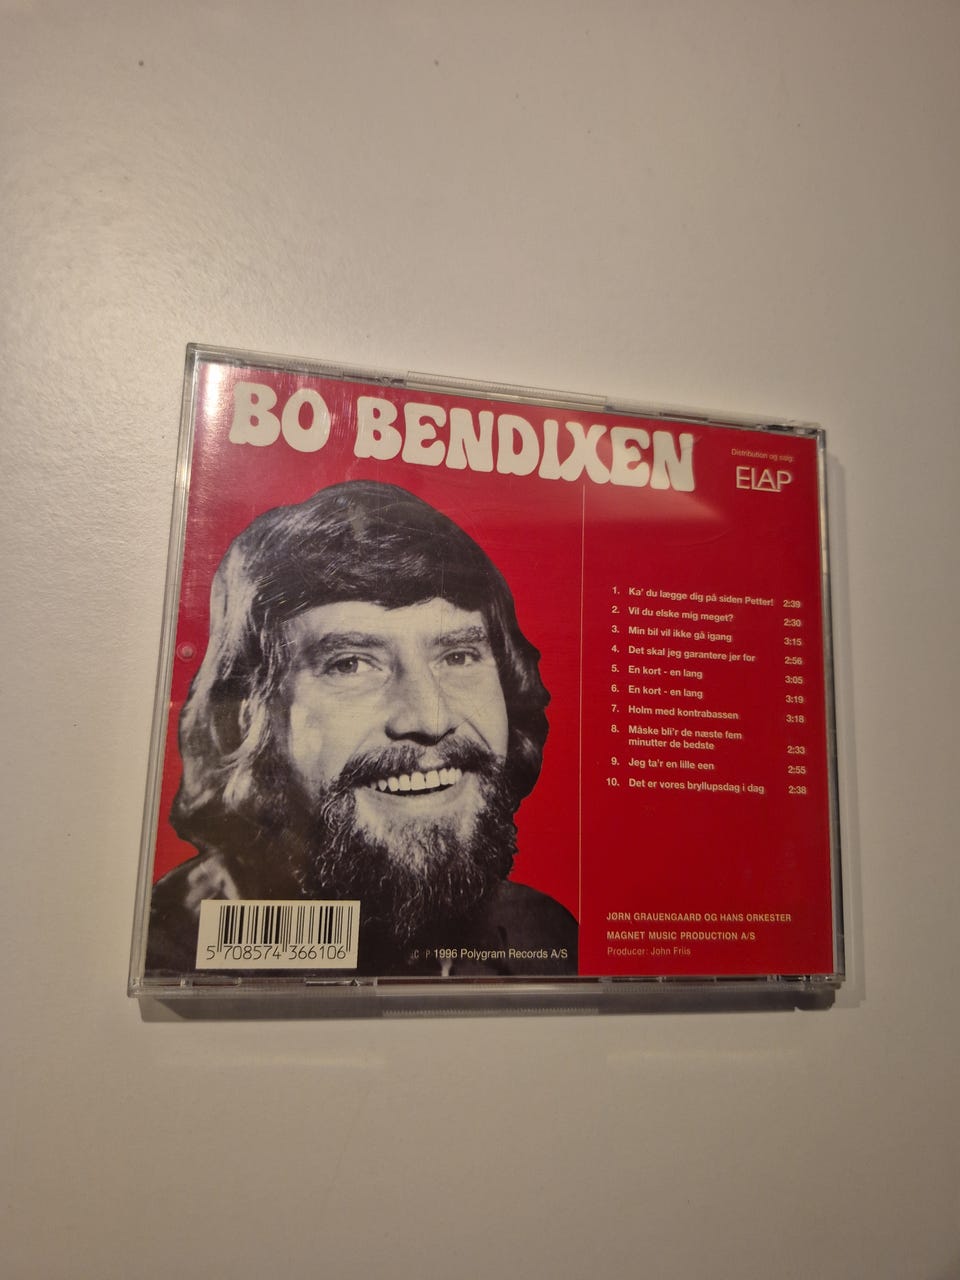 BO BENDIXEN
Distribution og salg:
ELAP
1. Ka' du lægge dig på siden Petter! 2:39
2. Vil du elske mig meget? 2:30
3. Min bil vil ikke gå igang 3:15
4. Det skal jeg garantere jer for 2:56
5. En kort - en lang 3:05
6. En kort - en lang 3:19
7. Holm med kontrabassen 3:18
8. Måske bli'r de næste fem
minutter de bedste 2:33
9. Jeg ta'r en lille een 2:55
10. Det er vores bryllupsdag i dag 2:38
JØRN GRAUENGAARD OG HANS ORKESTER
MAGNET MUSIC PRODUCTION A/S
Producer: John Friis
5 708574 366106
C P 1996 Polygram Records A/S